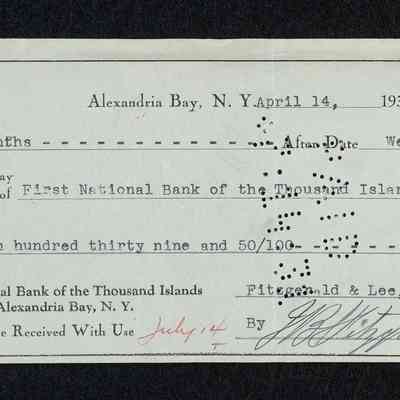 Alexandria Bay, N. Y. April 14, 193
nths - - - - - - - - - - - - After Date We
ay
of First National Bank of the Thousand Islan
hundred thirty nine and 50/100- - - - - - -
al Bank of the Thousand Islands Fitzgerald & Lee,
Alexandria Bay, N. Y.
e Received With Use July 14 By